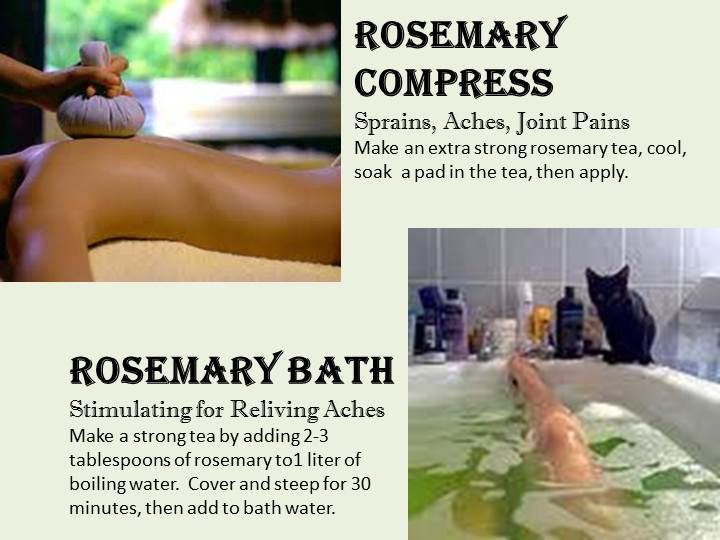 ROSEMARY
COMPRESS
Sprains, Aches, Joint Pains
Make an extra strong rosemary tea, cool,
soak a pad in the tea, then apply.
ROSEMARY BATH
Stimulating for Reliving Aches
Make a strong tea by adding 2-3
tablespoons of rosemary to1 liter of
boiling water. Cover and steep for 30
minutes, then add to bath water.